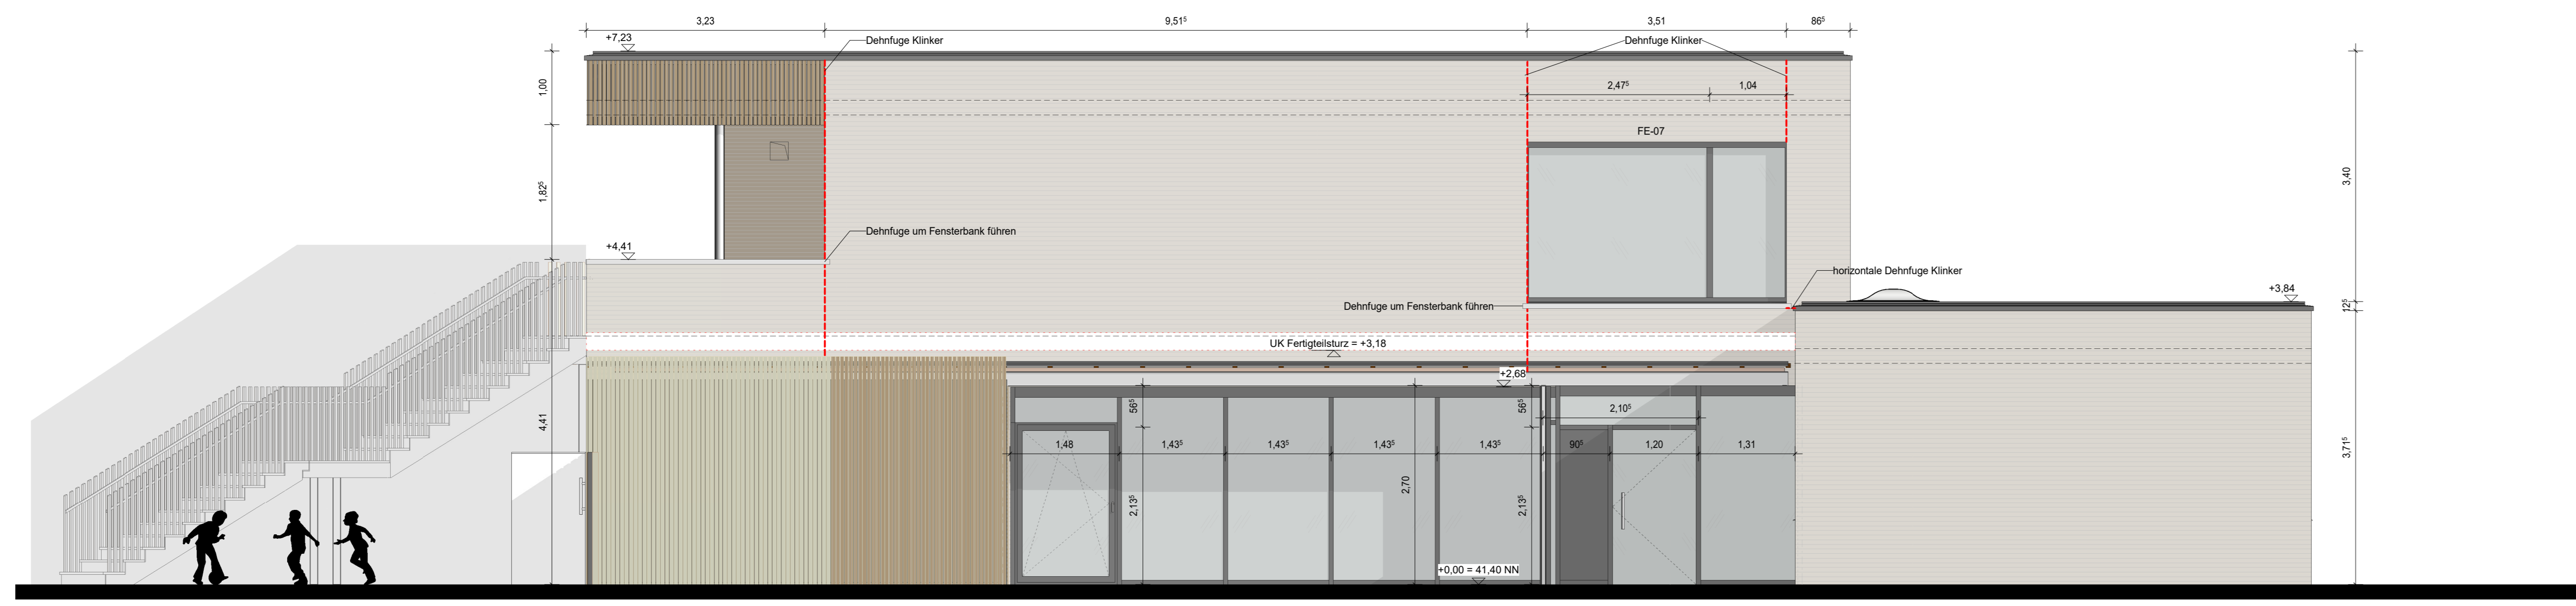 3,23 9,51⁵ 3,51 86⁵
+7,23 Dehnfuge Klinker Dehnfuge Klinker
1,00
2,47⁵ 1,04
FE-07
1,82⁵
3,40
Dehnfuge um Fensterbank führen
+4,41
horizontale Dehnfuge Klinker
+3,84
12⁵
Dehnfuge um Fensterbank führen
UK Fertigteilsturz = +3,18
+2,68
56⁵ 56⁵
2,10⁵
4,41
1,48 1,43⁵ 1,43⁵ 1,43⁵ 1,43⁵ 90⁵ 1,20 1,31
3,71⁵
2,13⁵ 2,70 2,13⁵
+0,00 = 41,40 NN